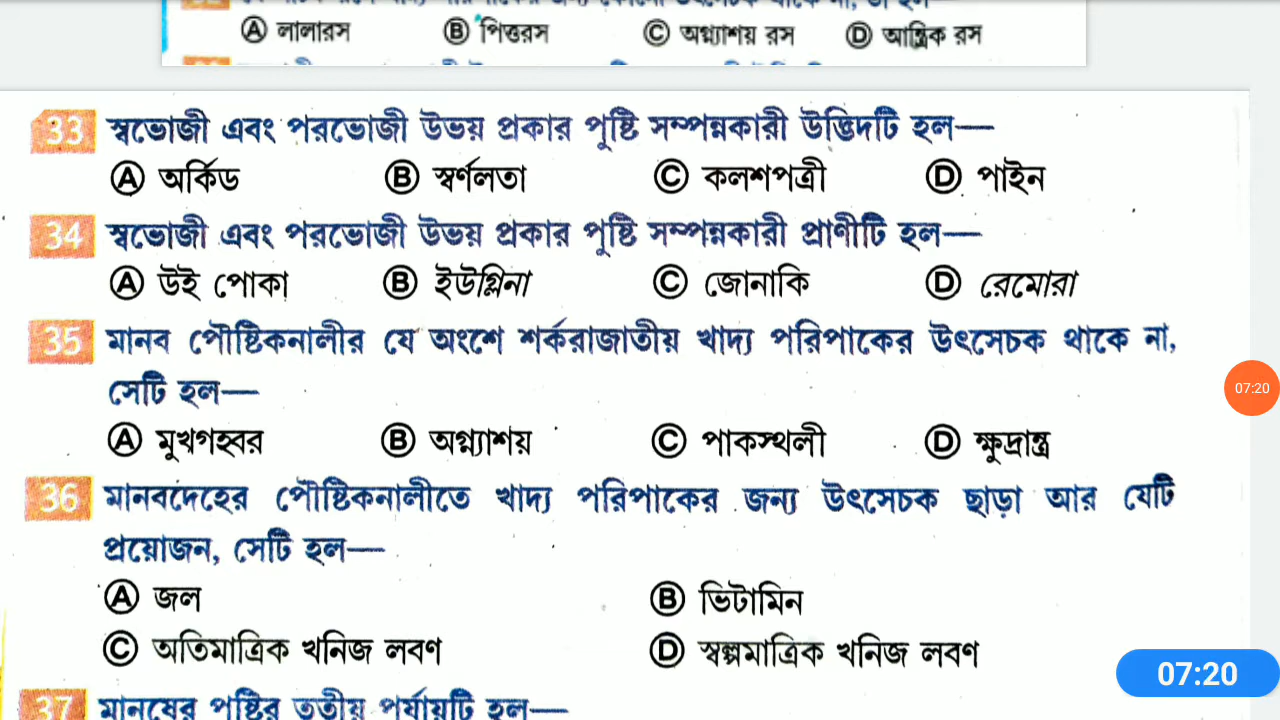 Ⓐ লালারস Ⓑ পিত্তরস Ⓒ অগ্ন্যাশয় রস Ⓓ আন্ত্রিক রস
33 স্বভোজী এবং পরভোজী উভয় প্রকার পুষ্টি সম্পন্নকারী উদ্ভিদটি হল—
Ⓐ অর্কিড Ⓑ স্বর্ণলতা Ⓒ কলশপত্রী Ⓓ পাইন
34 স্বভোজী এবং পরভোজী উভয় প্রকার পুষ্টি সম্পন্নকারী প্রাণীটি হল—
Ⓐ উই পোকা Ⓑ ইউগ্লিনা Ⓒ জোনাকি Ⓓ রেমোরা
35 মানব পৌষ্টিকনালীর যে অংশে শর্করাজাতীয় খাদ্য পরিপাকের উৎসেচক থাকে না,
সেটি হল—
Ⓐ মুখগহ্বর Ⓑ অগ্ন্যাশয় Ⓒ পাকস্থলী Ⓓ ক্ষুদ্রান্ত্র
07:20
36 মানবদেহের পৌষ্টিকনালীতে খাদ্য পরিপাকের জন্য উৎসেচক ছাড়া আর যেটি
প্রয়োজন, সেটি হল—
Ⓐ জল Ⓑ ভিটামিন
Ⓒ অতিমাত্রিক খনিজ লবণ Ⓓ স্বল্পমাত্রিক খনিজ লবণ
07:20
37 মানুষের পুষ্টির তৃতীয় পর্যায়টি হল—